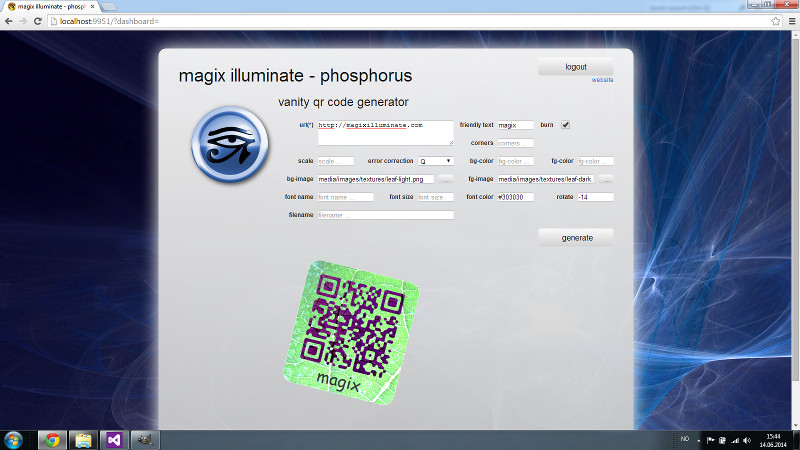 magix illuminate - phosph
localhost:9951/?dashboard=
magix illuminate - phosphorus
logout
website
vanity qr code generator
url(*) http://magixilluminate.com friendly text magix burn
corners corners ...
scale scale ... error correction Q bg-color bg-color ... fg-color fg-color ...
bg-image media/images/textures/leaf-light.png ... fg-image media/images/textures/leaf-dark. ...
font name font name ... font size font size font color #303030 rotate -14
filename filename ...
generate
magix
NO 15:44
14.06.2014